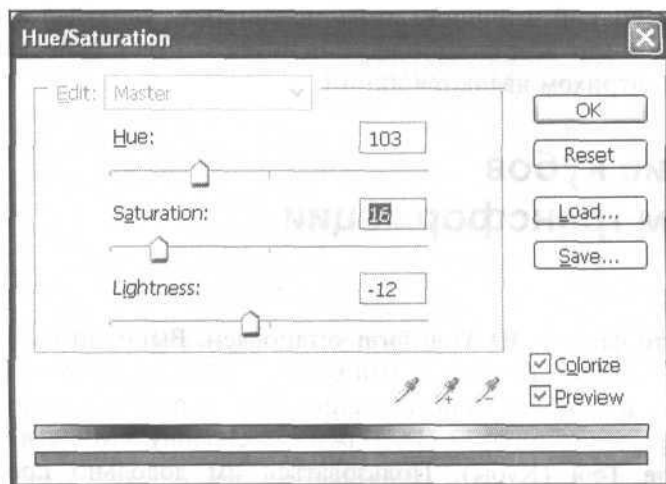 Hue/Saturation
Edit: Master
OK
Hue: 103
Reset
Saturation: 16
Load...
Save...
Lightness: -12
Colorize
Preview